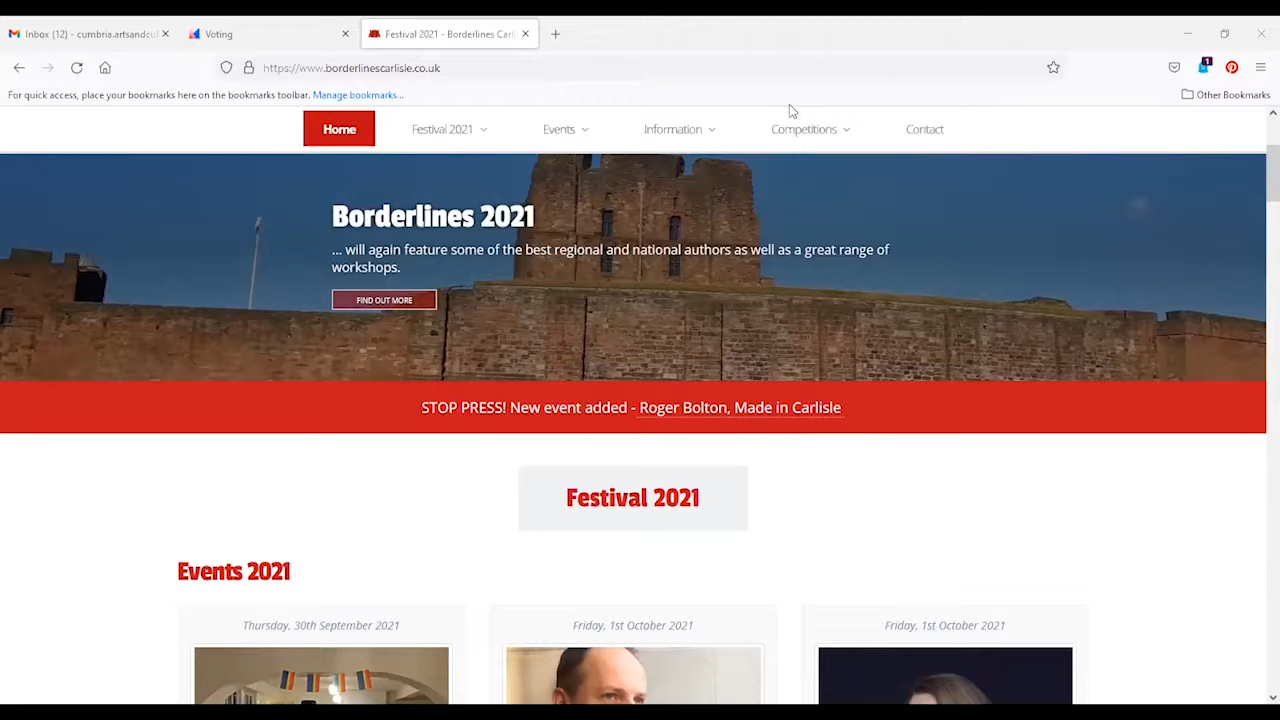 Inbox (12) - cumbria.artsandcul
Voting
Festival 2021 - Borderlines Carli
https://www.borderlinescarlisle.co.uk
1
For quick access, place your bookmarks here on the bookmarks toolbar. Manage bookmarks...
Other Bookmarks
Home
Festival 2021
Events
Information
Competitions
Contact
Borderlines 2021
... will again feature some of the best regional and national authors as well as a great range of
workshops.
FIND OUT MORE
STOP PRESS! New event added - Roger Bolton, Made in Carlisle
Festival 2021
Events 2021
Thursday, 30th September 2021
Friday, 1st October 2021
Friday, 1st October 2021